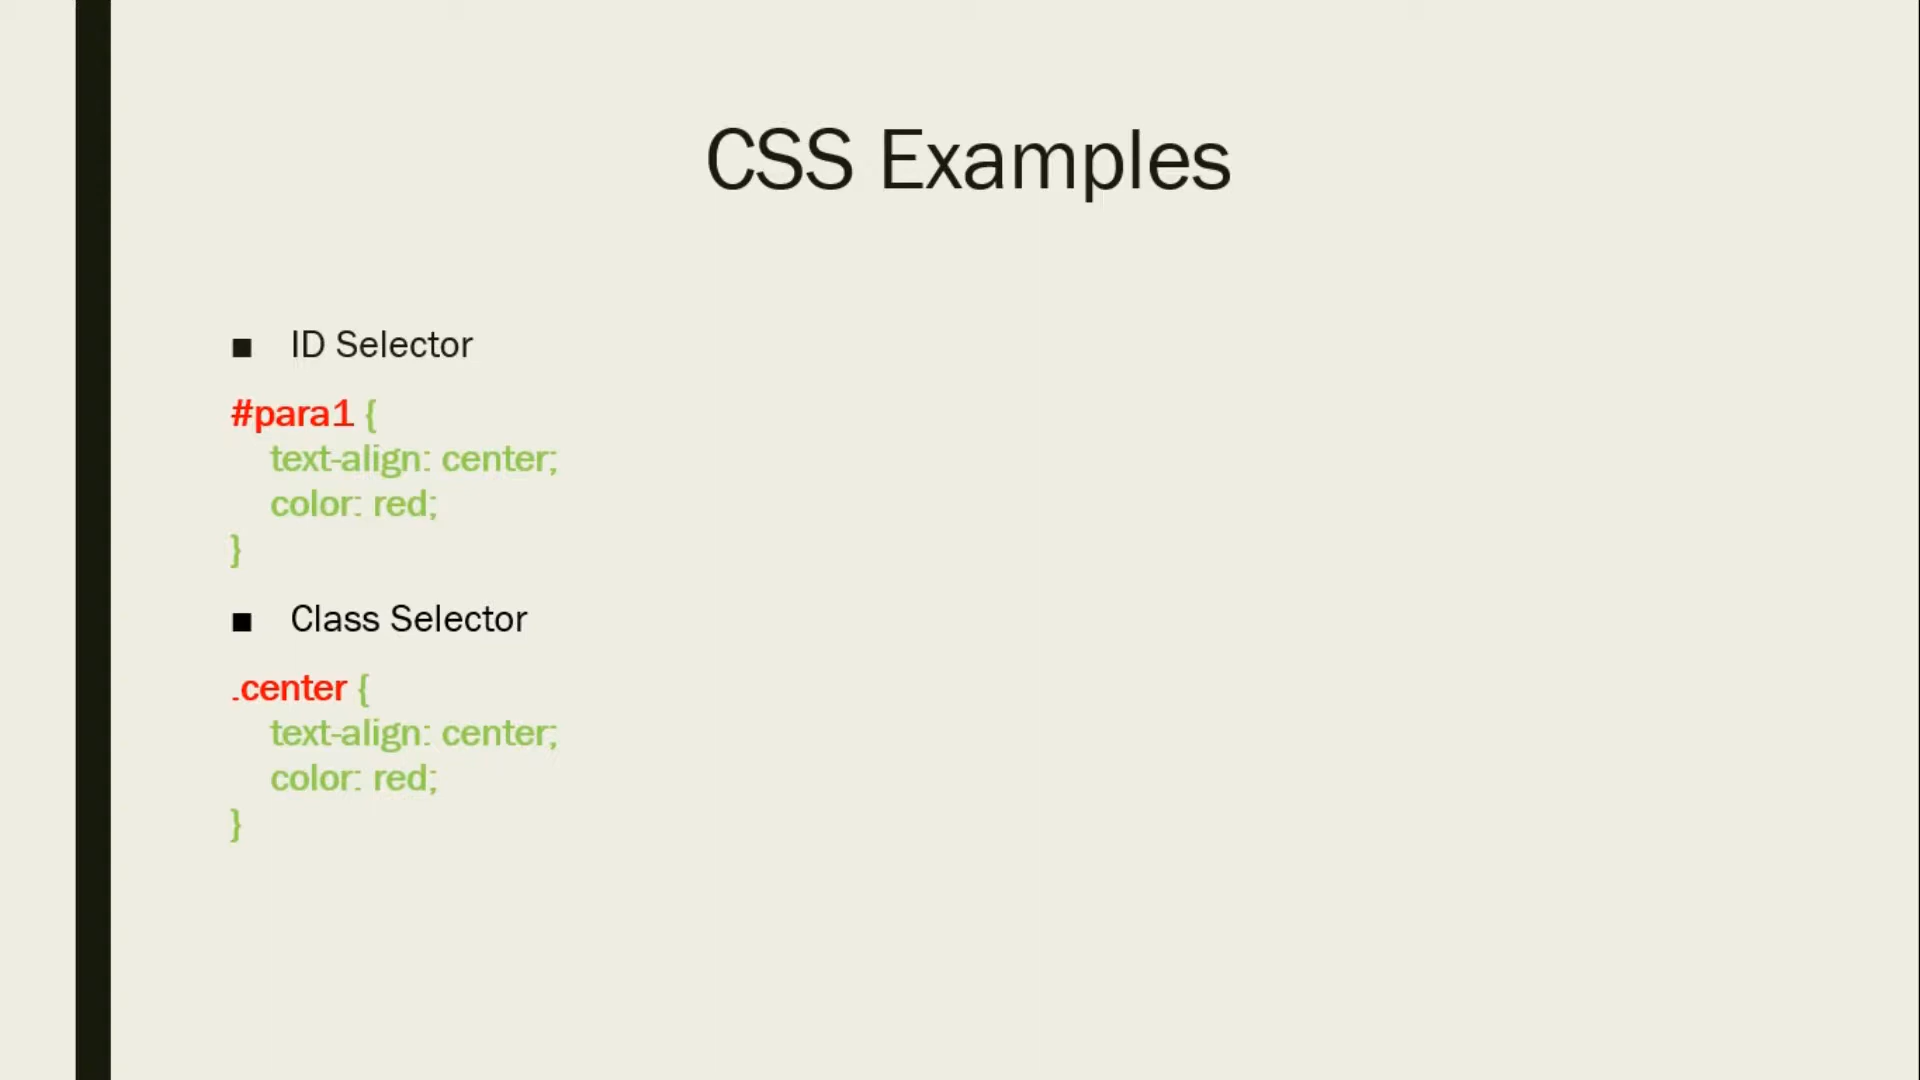 CSS Examples
■ ID Selector
#para1 {
text-align: center;
color: red;
}
■ Class Selector
.center {
text-align: center;
color: red;
}